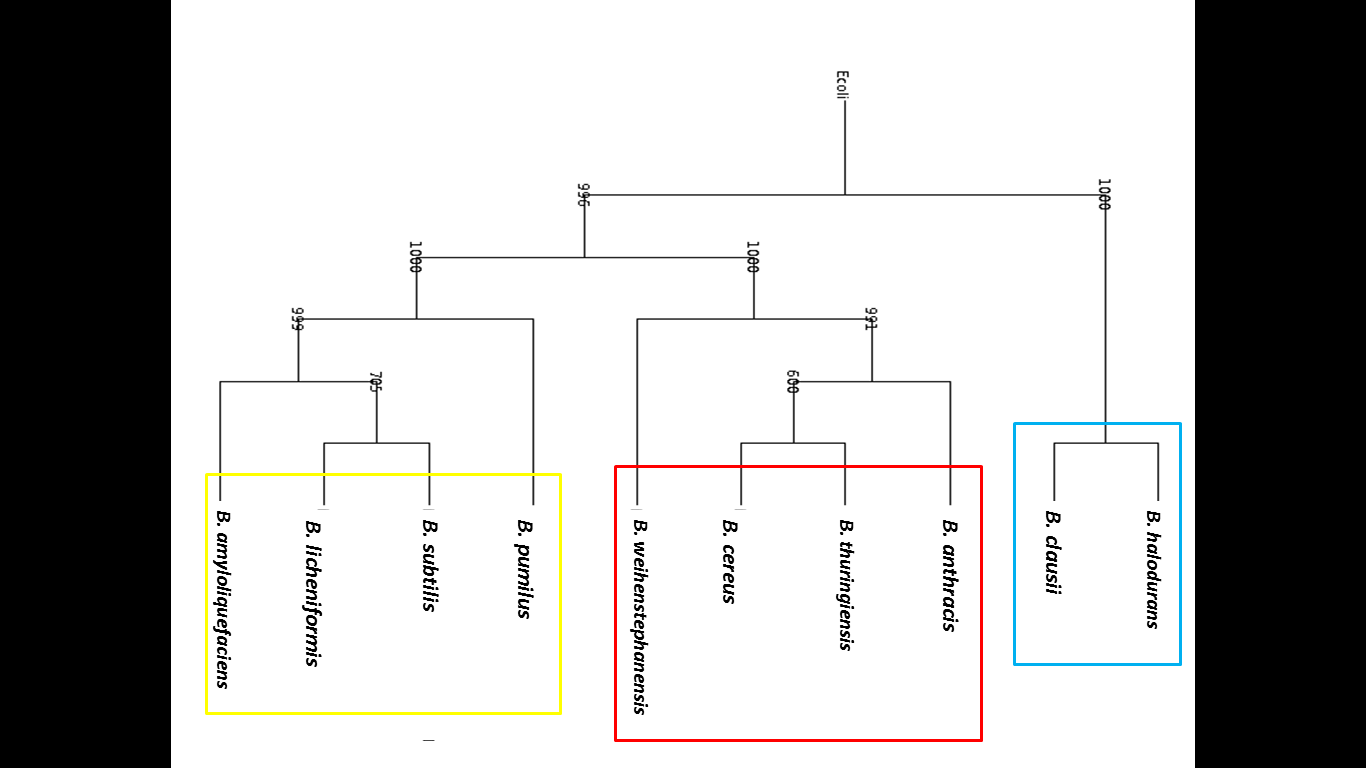 Ecoli
1000
996
1000
1000
999
991
705
600
B. amyloliquefaciens
B. licheniformis
B. subtilis
B. pumilus
B. weihenstephanensis
B. cereus
B. thuringiensis
B. anthracis
B. clausii
B. halodurans